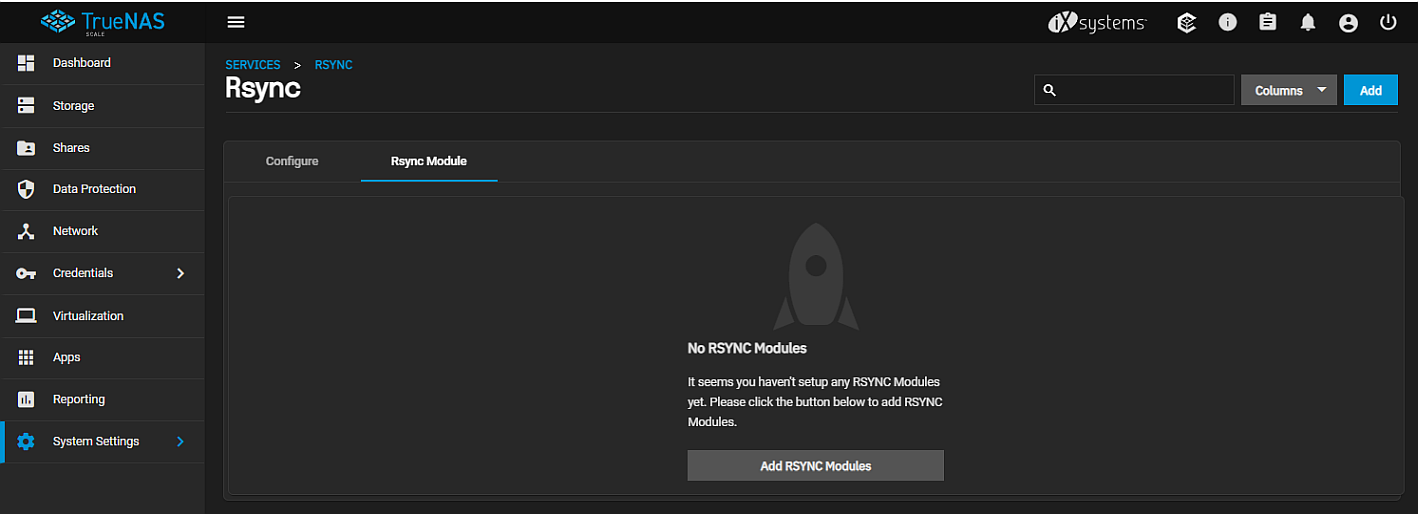 TrueNAS
SCALE
iXsystems
Dashboard
Storage
Shares
Data Protection
Network
Credentials
Virtualization
Apps
Reporting
System Settings
SERVICES > RSYNC
Rsync
Columns
Add
Configure
Rsync Module
No RSYNC Modules
It seems you haven't setup any RSYNC Modules
yet. Please click the button below to add RSYNC
Modules.
Add RSYNC Modules